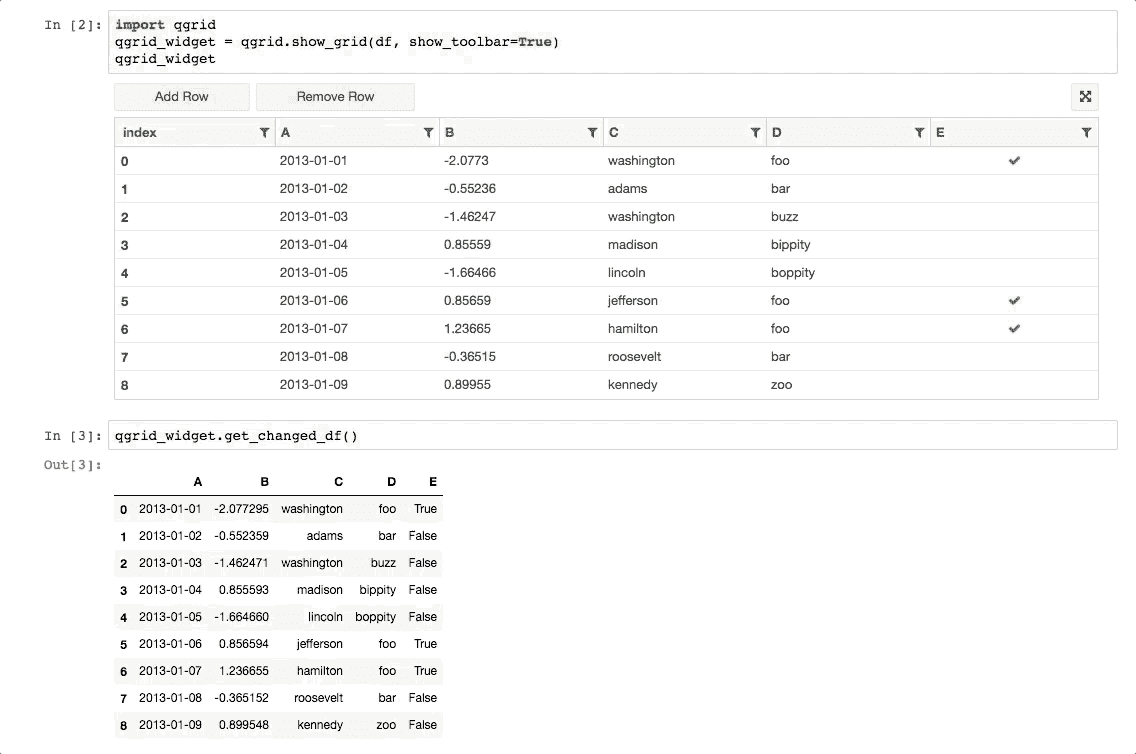 In [2]: import qgrid
qgrid_widget = qgrid.show_grid(df, show_toolbar=True)
qgrid_widget
Add Row Remove Row
index A B C D E
0 2013-01-01 -2.0773 washington foo ✔
1 2013-01-02 -0.55236 adams bar
2 2013-01-03 -1.46247 washington buzz
3 2013-01-04 0.85559 madison bippity
4 2013-01-05 -1.66466 lincoln boppity
5 2013-01-06 0.85659 jefferson foo ✔
6 2013-01-07 1.23665 hamilton foo ✔
7 2013-01-08 -0.36515 roosevelt bar
8 2013-01-09 0.89955 kennedy zoo
In [3]: qgrid_widget.get_changed_df()
Out[3]:
A B C D E
0 2013-01-01 -2.077295 washington foo True
1 2013-01-02 -0.552359 adams bar False
2 2013-01-03 -1.462471 washington buzz False
3 2013-01-04 0.855593 madison bippity False
4 2013-01-05 -1.664660 lincoln boppity False
5 2013-01-06 0.856594 jefferson foo True
6 2013-01-07 1.236655 hamilton foo True
7 2013-01-08 -0.365152 roosevelt bar False
8 2013-01-09 0.899548 kennedy zoo False